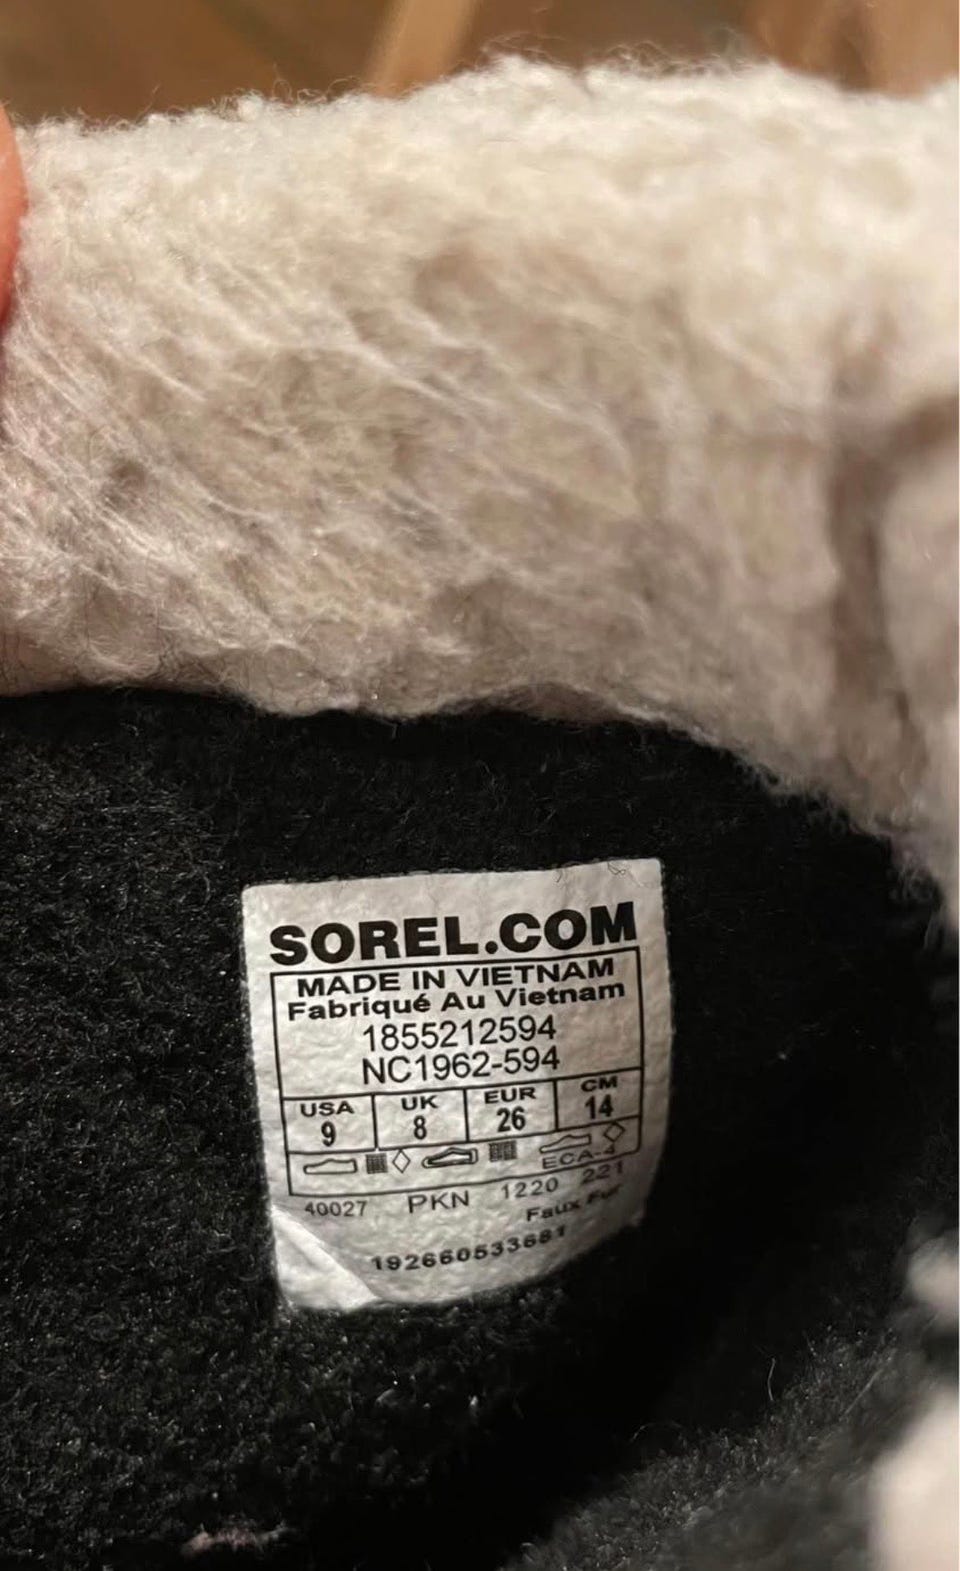 SOREL.COM
MADE IN VIETNAM
Fabriqué Au Vietnam
1855212594
NC1962-594
USA UK EUR CM
9 8 26 14
ECA-4
40027 PKN 1220 221
Faux Fur
192660533681